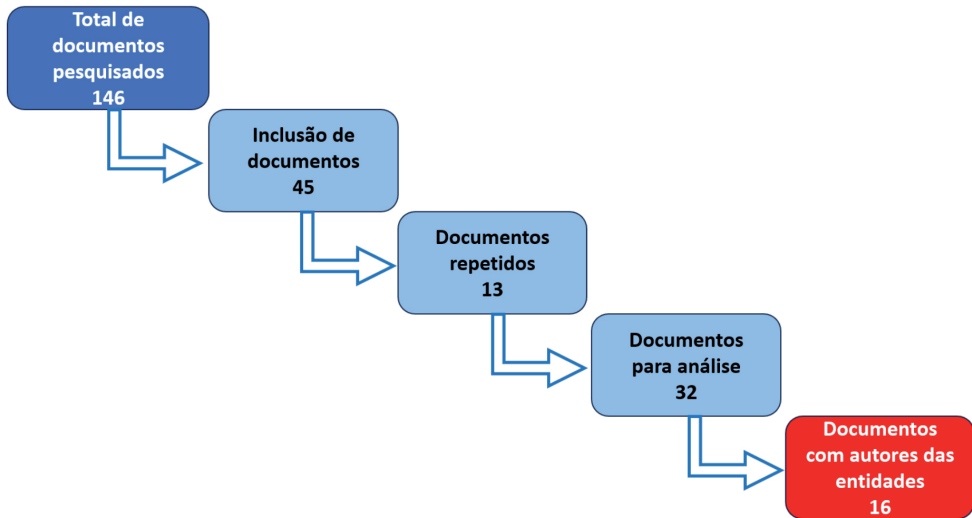 Total de
documentos
pesquisados
146
Inclusão de
documentos
45
Documentos
repetidos
13
Documentos
para análise
32
Documentos
com autores das
entidades
16